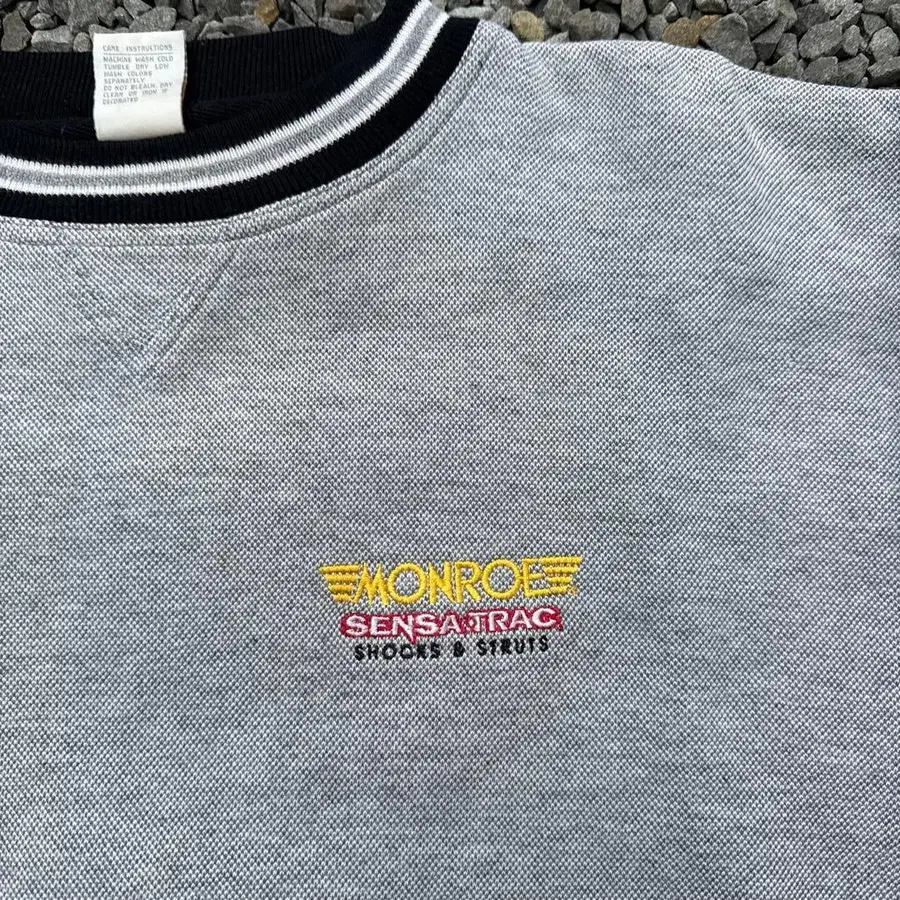 CARE INSTRUCTIONS
MACHINE WASH COLD
TUMBLE DRY LOW
WASH COLORS
SEPARATELY
DO NOT BLEACH. DRY
CLEAN OR IRON IF
DECORATED
MONROE
SENSA•TRAC
SHOCKS & STRUTS